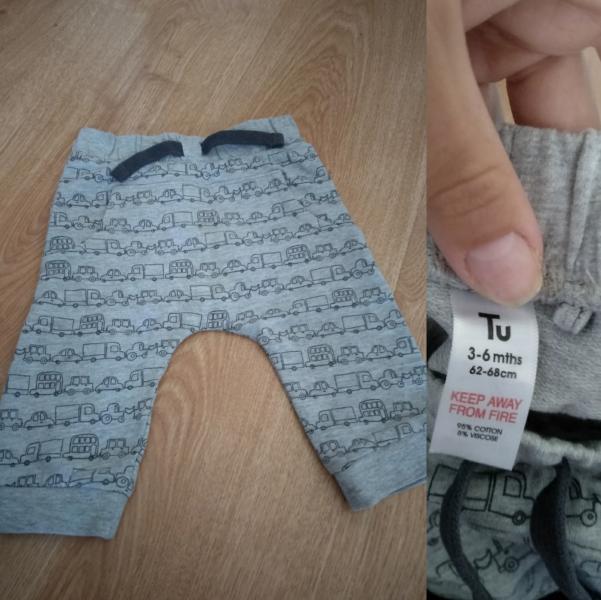 Tu
3-6 mths
62-68cm
KEEP AWAY
FROM FIRE
95% COTTON
5% VISCOSE